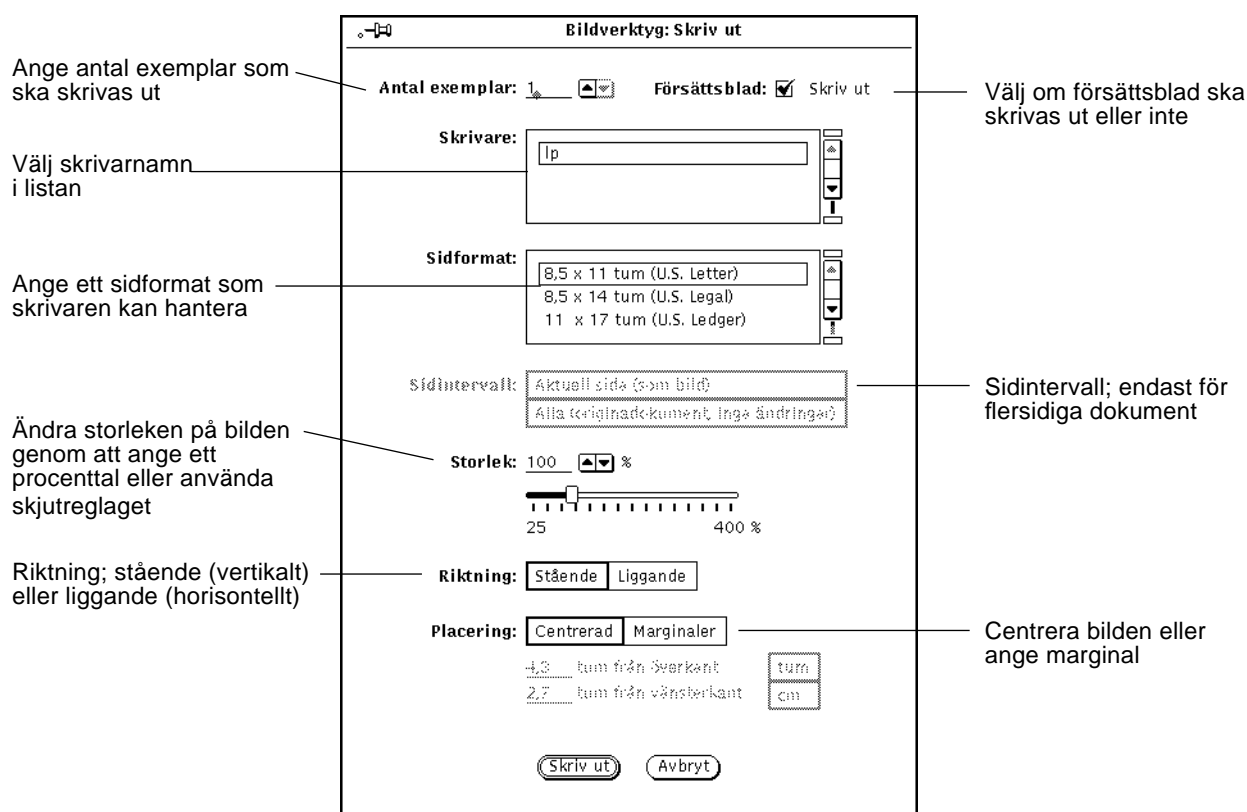 Bildverktyg: Skriv ut
Ange antal exemplar som
ska skrivas ut
Antal exemplar: 1
Försättsblad: Skriv ut
Välj om försättsblad ska
skrivas ut eller inte
Skrivare:
lp
Välj skrivarnamn
i listan
Sidformat:
8,5 x 11 tum (U.S. Letter)
8,5 x 14 tum (U.S. Legal)
11 x 17 tum (U.S. Ledger)
Ange ett sidformat som
skrivaren kan hantera
Sidintervall:
Aktuell sida (som bild)
Alla (originadokument, inga ändringar)
Sidintervall; endast för
flersidiga dokument
Ändra storleken på bilden
genom att ange ett
procenttal eller använda
skjutreglaget
Storlek: 100 %
25 400 %
Riktning; stående (vertikalt)
eller liggande (horisontellt)
Riktning: Stående Liggande
Placering: Centrerad Marginaler
Centrera bilden eller
ange marginal
4,3 tum från överkant
2,7 tum från vänsterkant
tum
cm
Skriv ut Avbryt